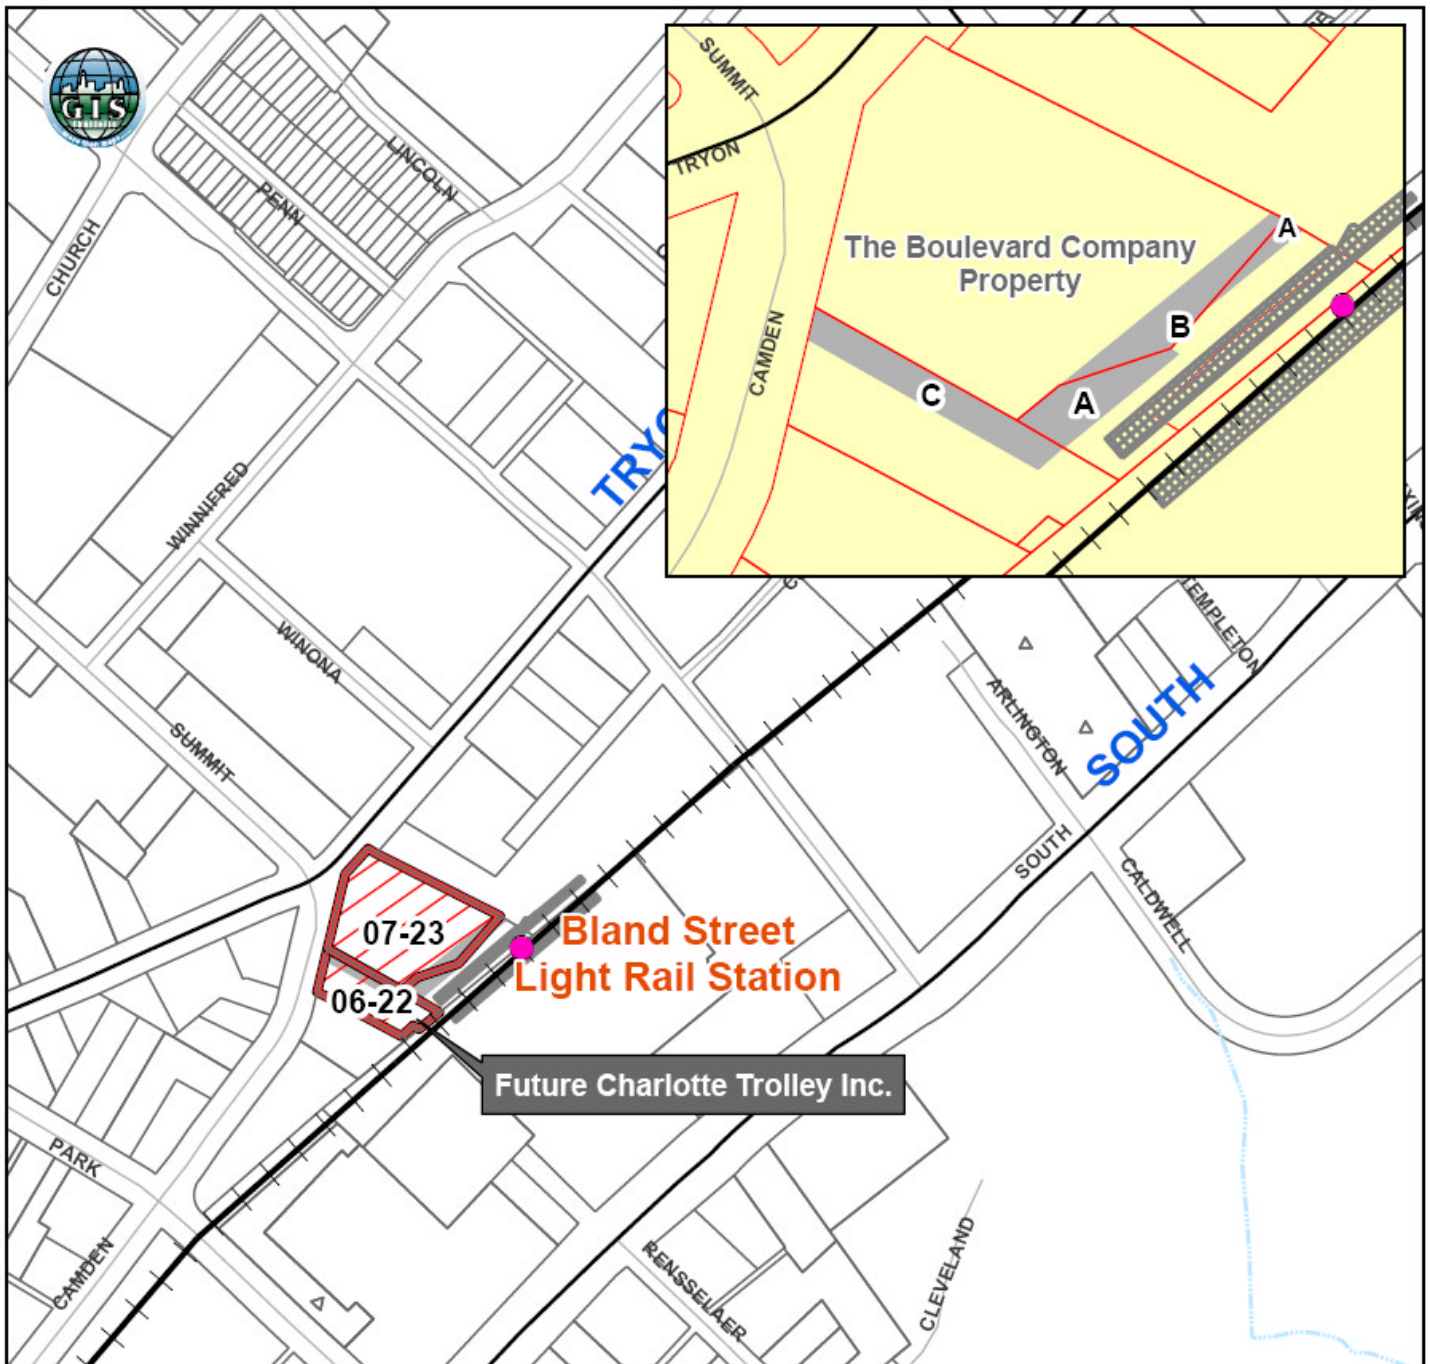 GIS
SUMMIT
TRYON
LINCOLN
PENN
CHURCH
The Boulevard Company
Property
A
B
CAMDEN
C
A
WINNIFRED
WINONA
SUMMIT
TEMPLETON
ARLINGTON
SOUTH
SOUTH
CALDWELL
07-23
Bland Street
Light Rail Station
06-22
Future Charlotte Trolley Inc.
PARK
CAMDEN
RENSSELAER
CLEVELAND